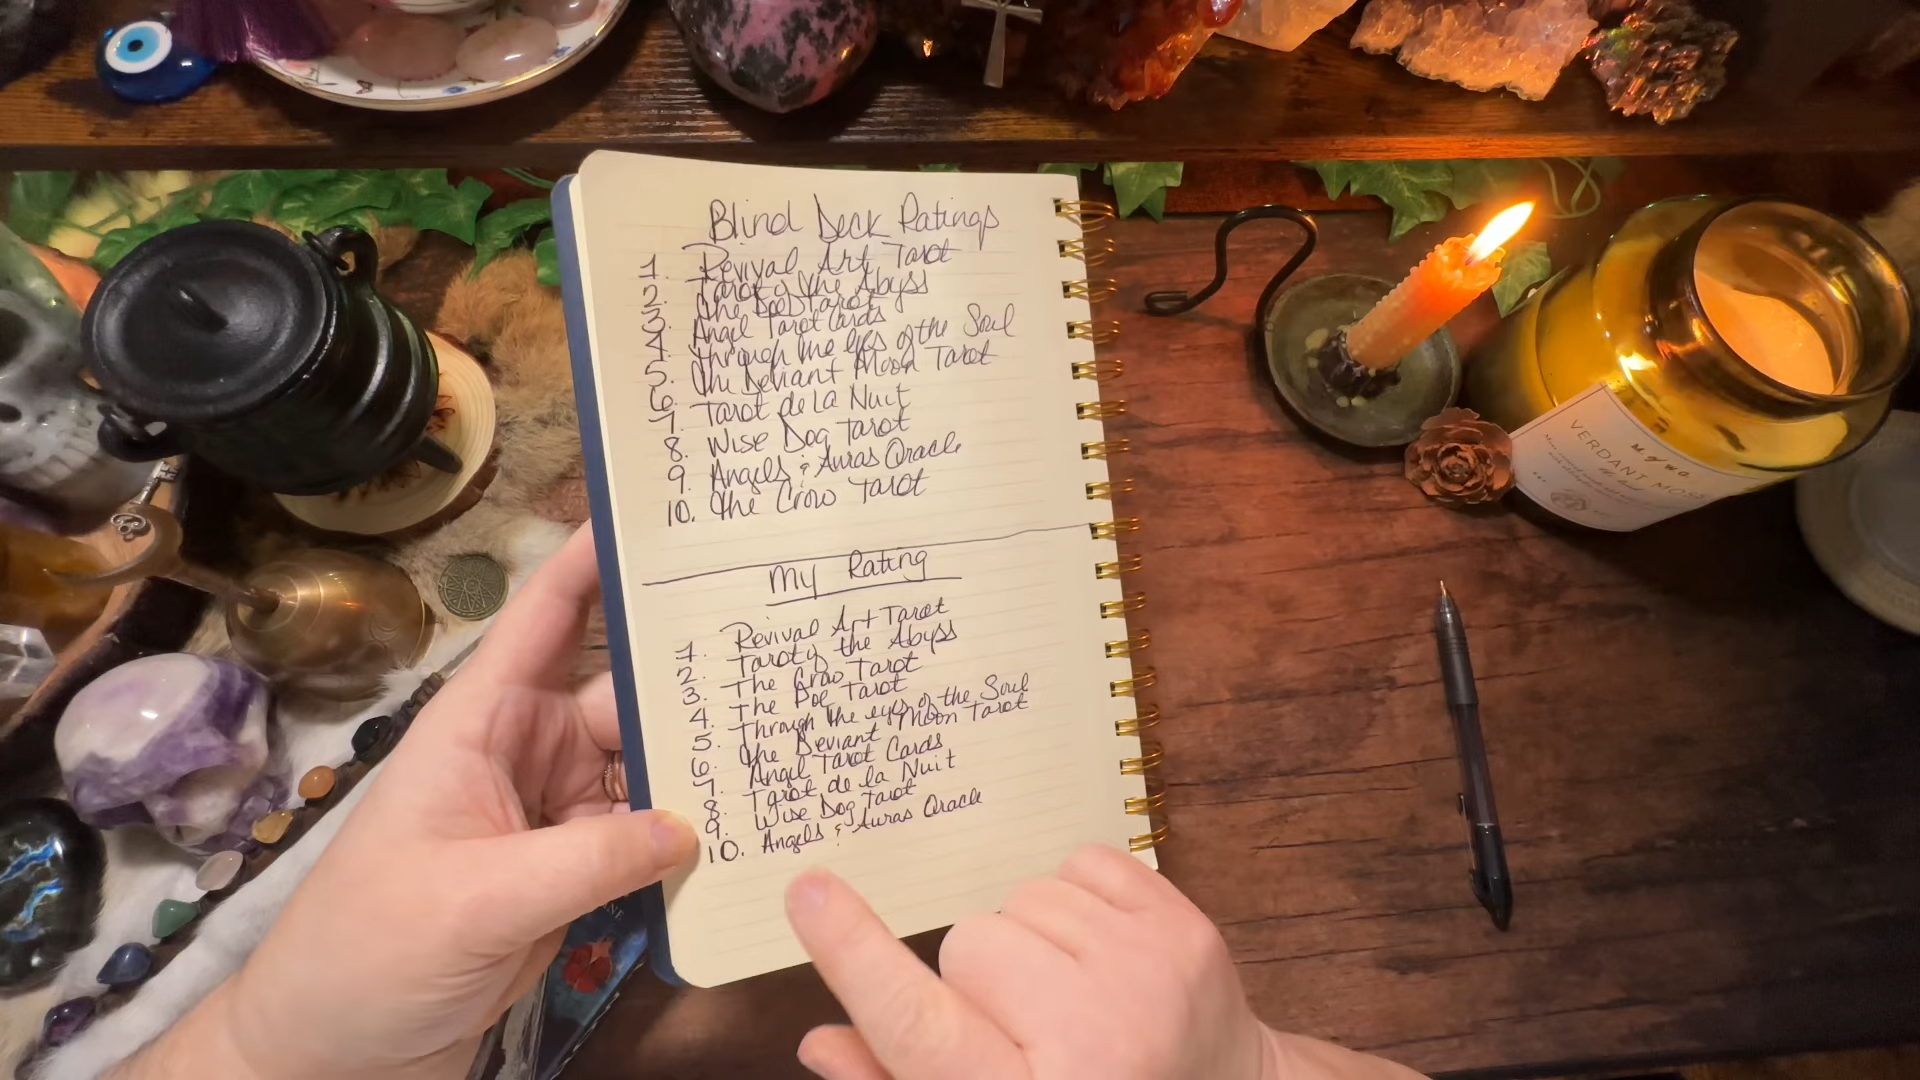 Blind Deck Ratings
1. Revival Art Tarot
2. Tarot of the Abyss
3. The Poe Tarot
4. Angel Tarot Cards
5. Through the eyes of the Soul
6. The Deviant Moon Tarot
7. Tarot de la Nuit
8. Wise Dog Tarot
9. Angels & Auras Oracle
10. The Crow Tarot
My Rating
1. Revival Art Tarot
2. Tarot of the Abyss
3. The Crow Tarot
4. The Poe Tarot
5. Through the eyes of the Soul
6. The Deviant Moon Tarot
7. Angel Tarot Cards
8. Tarot de la Nuit
9. Wise Dog Tarot
10. Angels & Auras Oracle
VERDANT MOSS